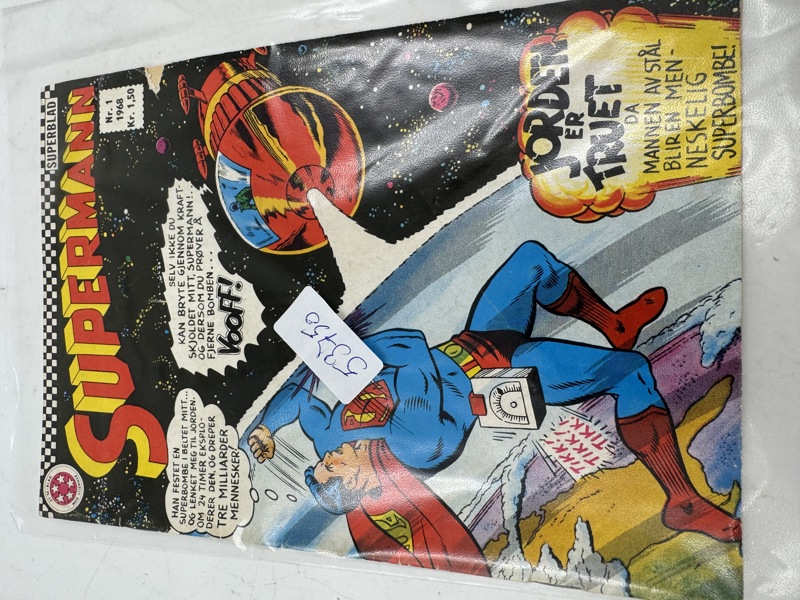 SUPERBLAD
SUPERMANN
Nr. 1
1968
Kr. 1,50
SELV IKKE DU
KAN BRYTE GJENNOM KRAFT-
SKJOLDET MITT, SUPERMANN!.
OG DERSOM DU PRØVER Å
FJERNE BOMBEN...
VOOFF!
HAN FESTET EN
SUPERBOMBE I BELTET MITT...
OG LENKET MEG TIL JORDEN.
OM 24 TIMER EKSPLO-
DERER DEN, OG DREPER
TRE MILLIARDER
MENNESKER!
JORDEN
ER
TRUET
DA
MANNEN AV STÅL
BLIR EN MEN-
NESKELIG
SUPERBOMBE!
TIKK!
TIKK!
TIKK!